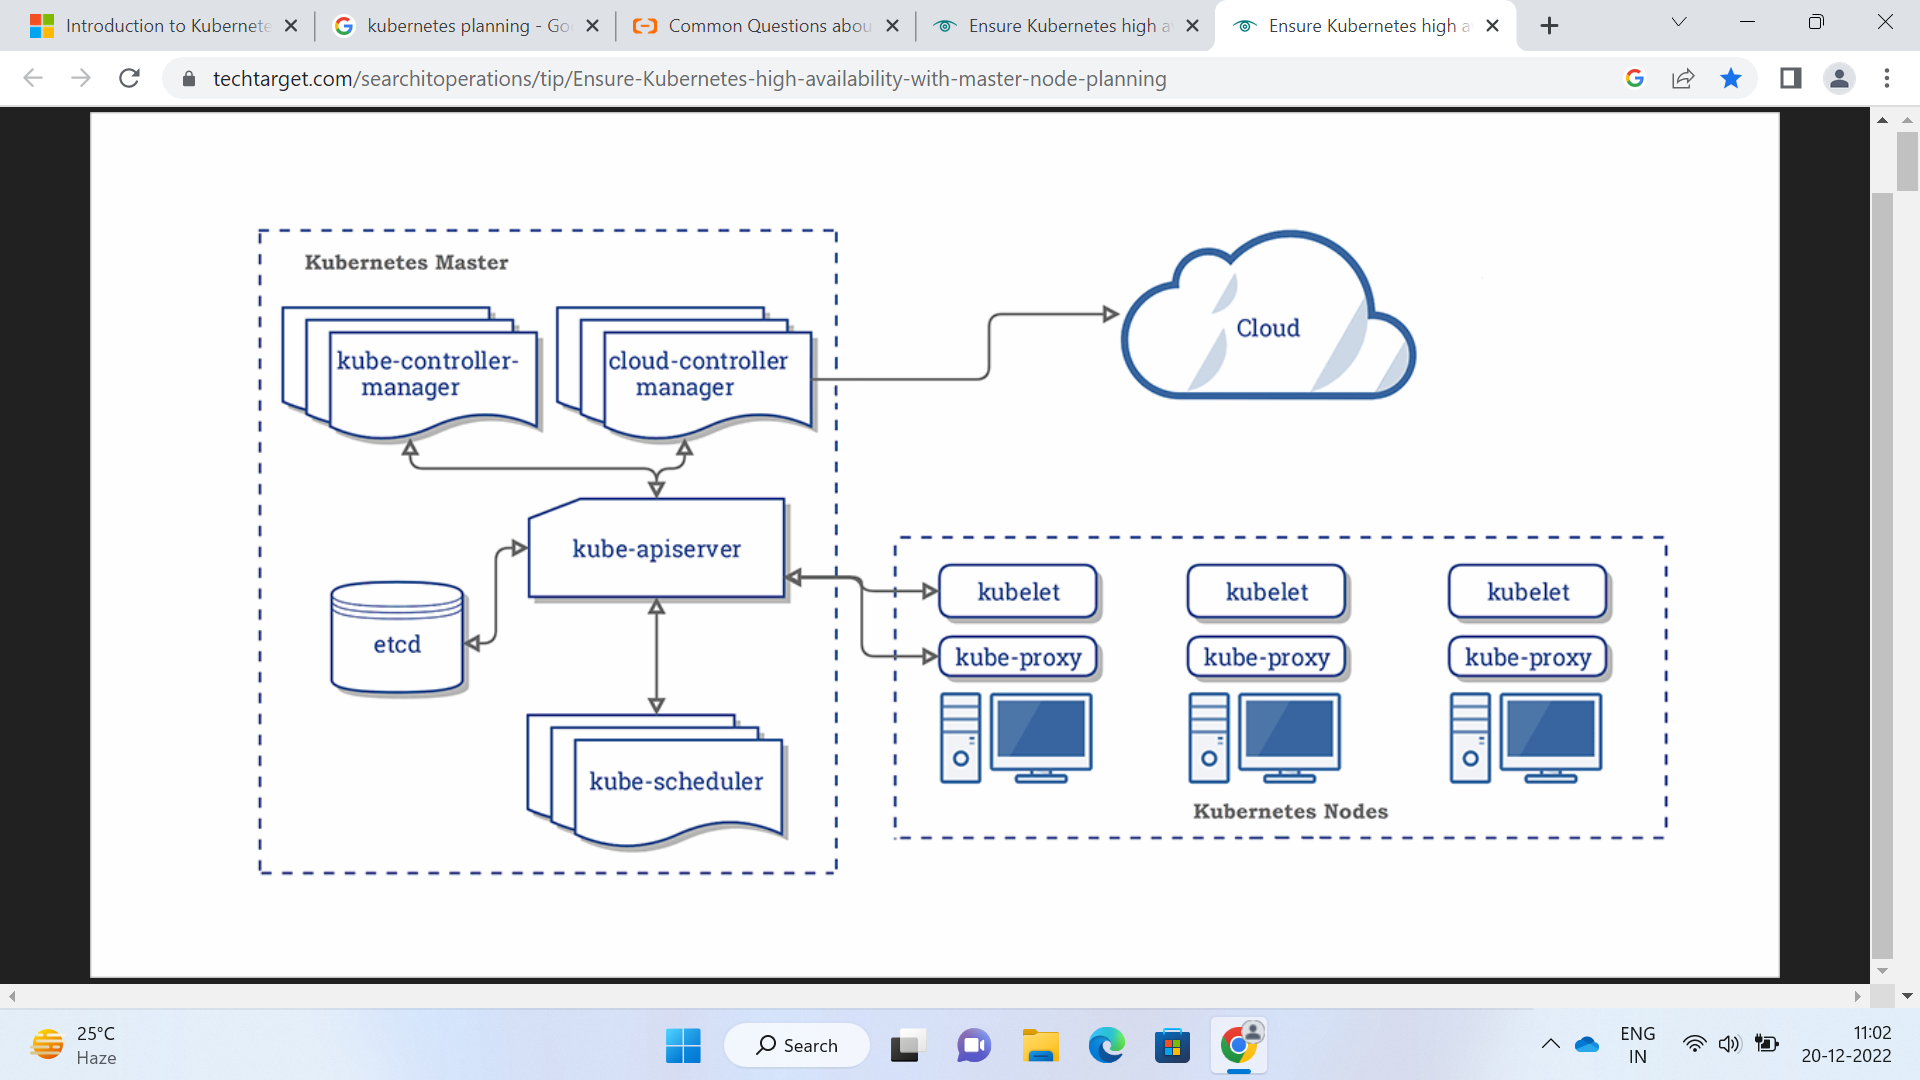 Introduction to Kubernete
kubernetes planning - Go
Common Questions abou
Ensure Kubernetes high a
Ensure Kubernetes high a
techtarget.com/searchitoperations/tip/Ensure-Kubernetes-high-availability-with-master-node-planning
Kubernetes Master
kube-controller-
manager
cloud-controller
manager
Cloud
kube-apiserver
etcd
kube-scheduler
kubelet
kubelet
kubelet
kube-proxy
kube-proxy
kube-proxy
Kubernetes Nodes
25°C
Haze
Search
ENG
IN
11:02
20-12-2022